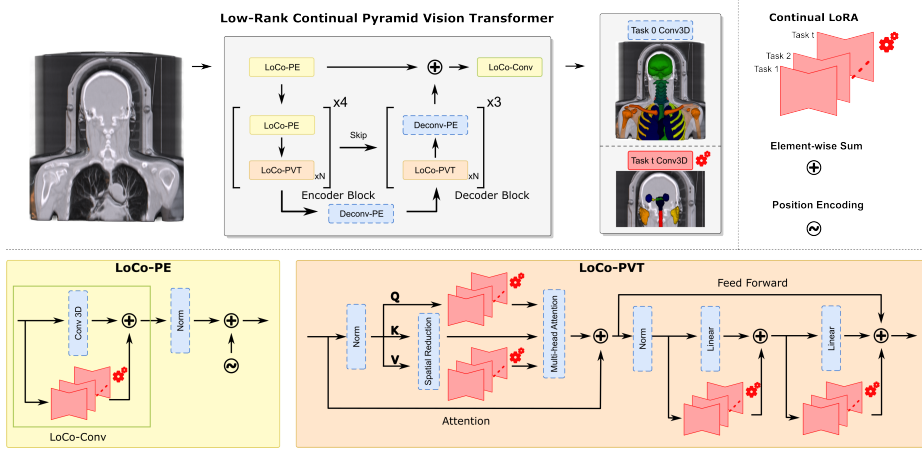 Low-Rank Continual Pyramid Vision Transformer
LoCo-PE
LoCo-Conv
x4
LoCo-PE
LoCo-PVT
xN
Encoder Block
Skip
Deconv-PE
x3
Deconv-PE
LoCo-PVT
xN
Decoder Block
Task 0 Conv3D
Task t Conv3D
Continual LoRA
Task t
Task 2
Task 1
Element-wise Sum
Position Encoding
LoCo-PE
Conv 3D
Norm
LoCo-Conv
LoCo-PVT
Norm
Q
K
V
Spatial Reduction
Multi-head Attention
Attention
Feed Forward
Norm
Linear
Linear